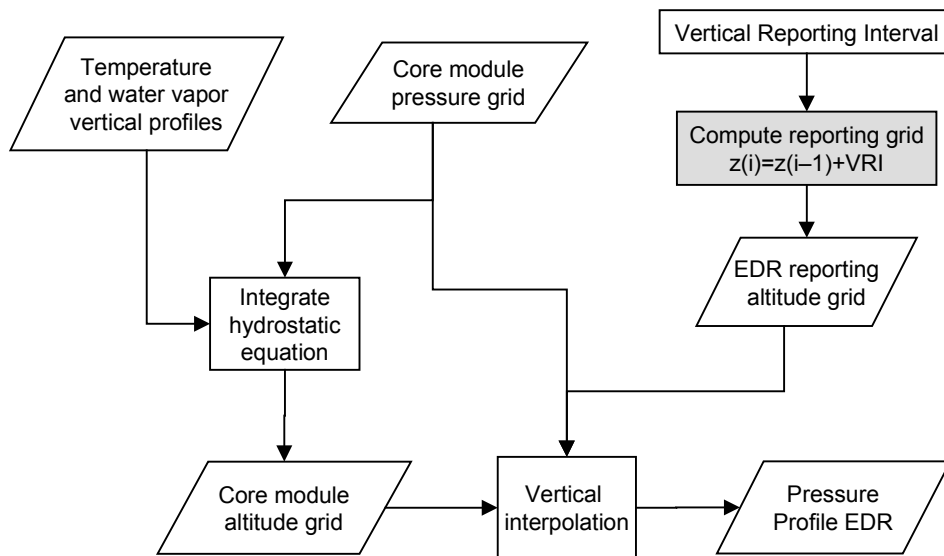 Temperature
and water vapor
vertical profiles
Core module
pressure grid
Vertical Reporting Interval
Compute reporting grid
z(i)=z(i–1)+VRI
EDR reporting
altitude grid
Integrate
hydrostatic
equation
Core module
altitude grid
Vertical
interpolation
Pressure
Profile EDR